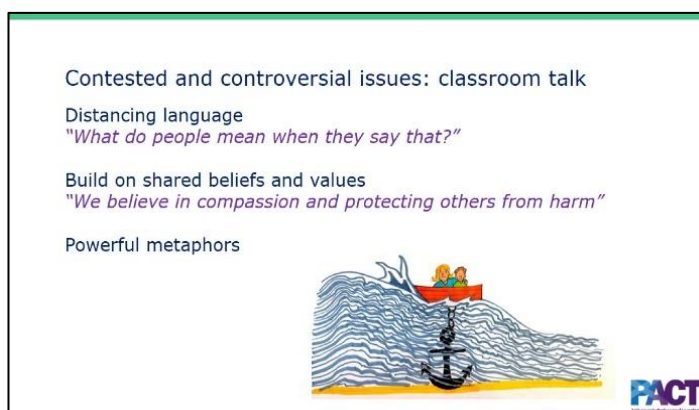 Contested and controversial issues: classroom talk
Distancing language
“What do people mean when they say that?”
Build on shared beliefs and values
“We believe in compassion and protecting others from harm”
Powerful metaphors
PACT